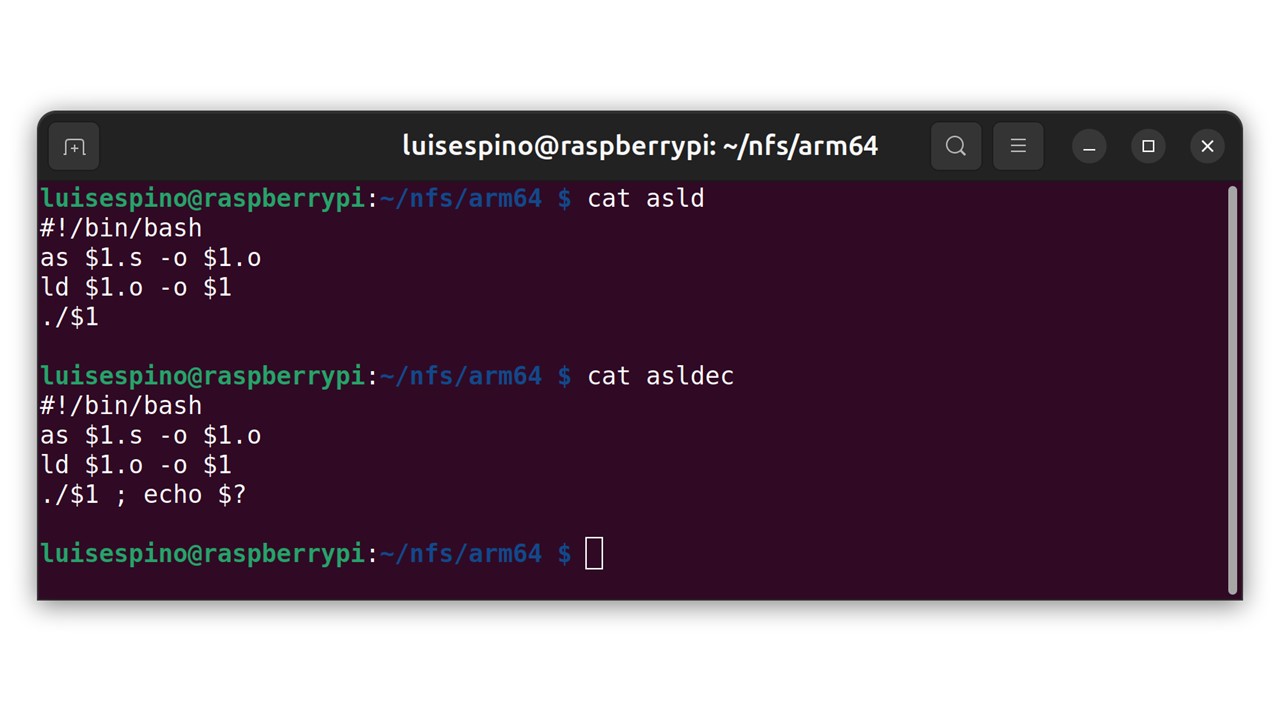 luisespino@raspberrypi: ~/nfs/arm64
luisespino@raspberrypi:~/nfs/arm64 $ cat asld
#!/bin/bash
as $1.s -o $1.o
ld $1.o -o $1
./$1
luisespino@raspberrypi:~/nfs/arm64 $ cat asldec
#!/bin/bash
as $1.s -o $1.o
ld $1.o -o $1
./$1 ; echo $?
luisespino@raspberrypi:~/nfs/arm64 $